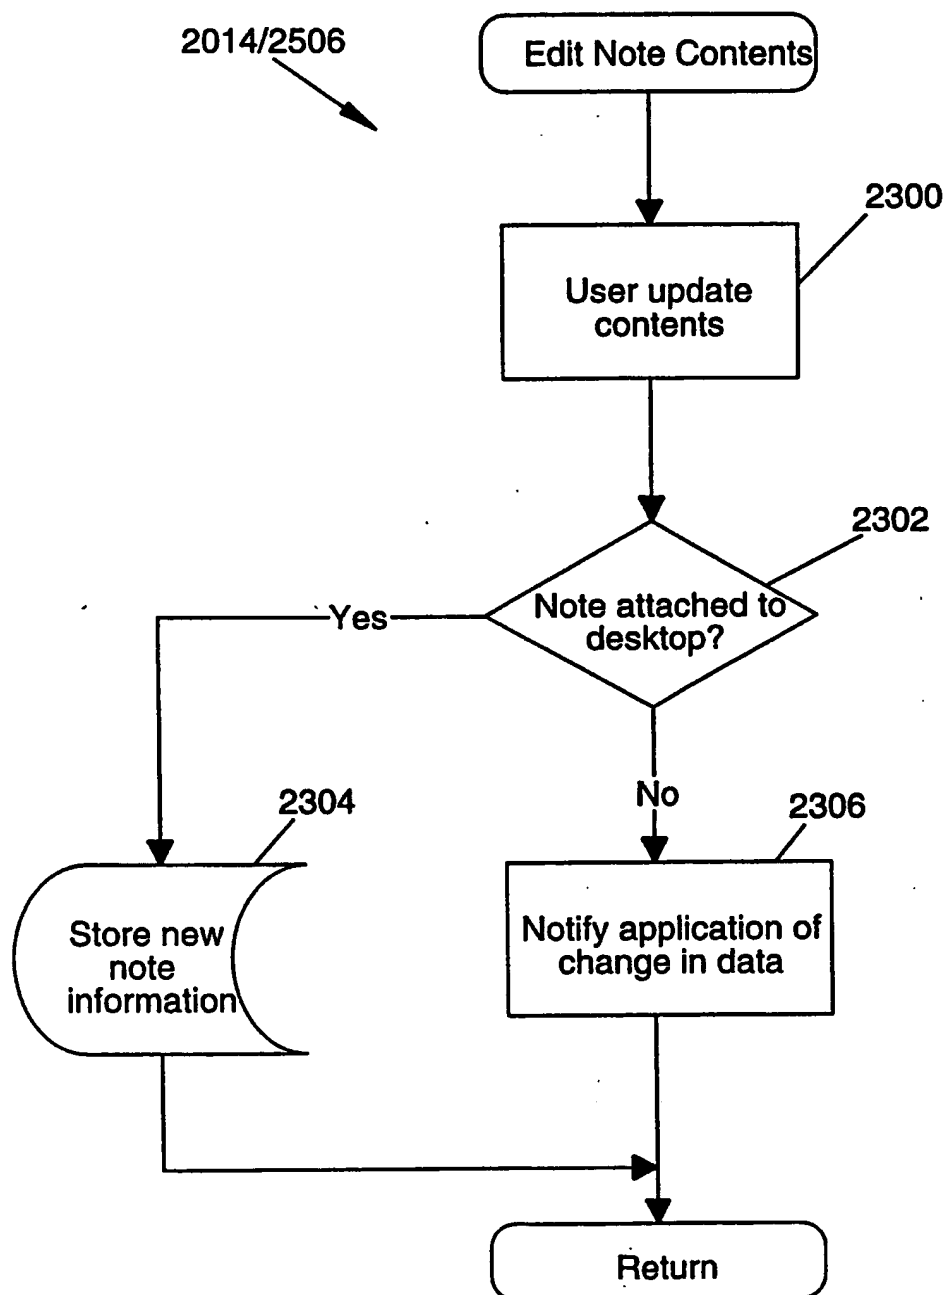 2014/2506
Edit Note Contents
2300
User update
contents
2302
Note attached to
desktop?
Yes
No
2304
2306
Store new
note
information
Notify application of
change in data
Return